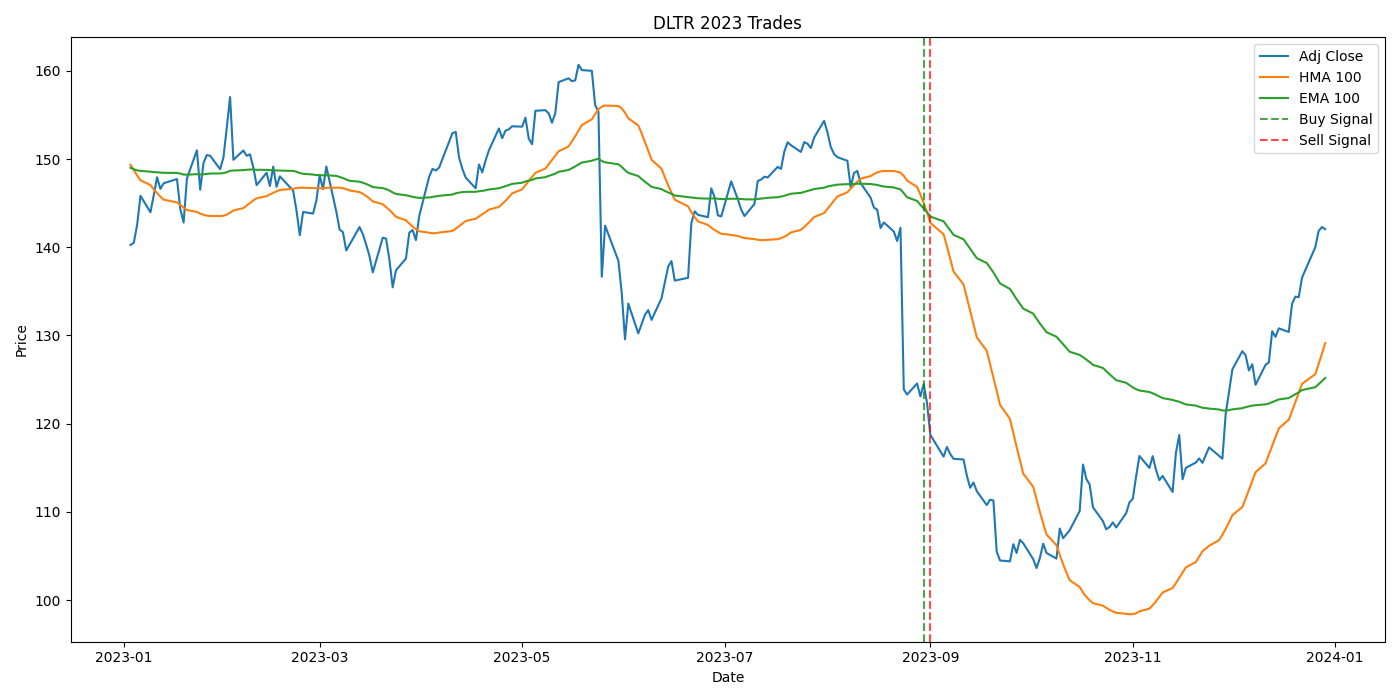 DLTR 2023 Trades
Adj Close
HMA 100
EMA 100
Buy Signal
Sell Signal
Price
160
150
140
130
120
110
100
2023-01
2023-03
2023-05
2023-07
2023-09
2023-11
2024-01
Date